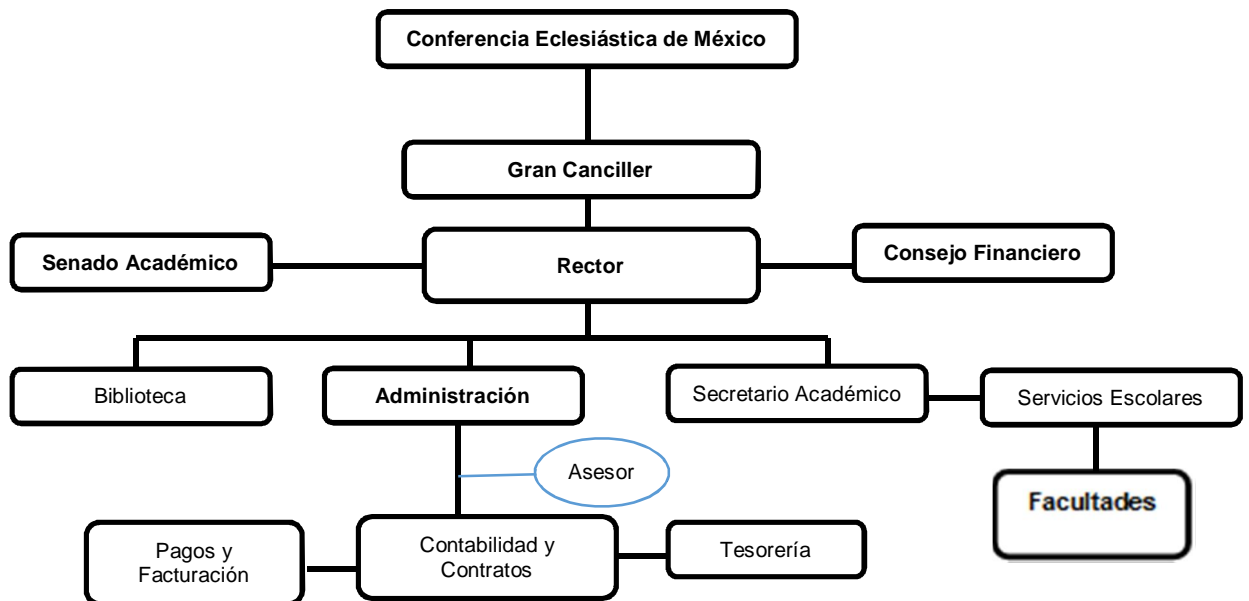 Conferencia Eclesiástica de México
Gran Canciller
Senado Académico
Rector
Consejo Financiero
Biblioteca
Administración
Secretario Académico
Servicios Escolares
Asesor
Facultades
Pagos y
Facturación
Contabilidad y
Contratos
Tesorería